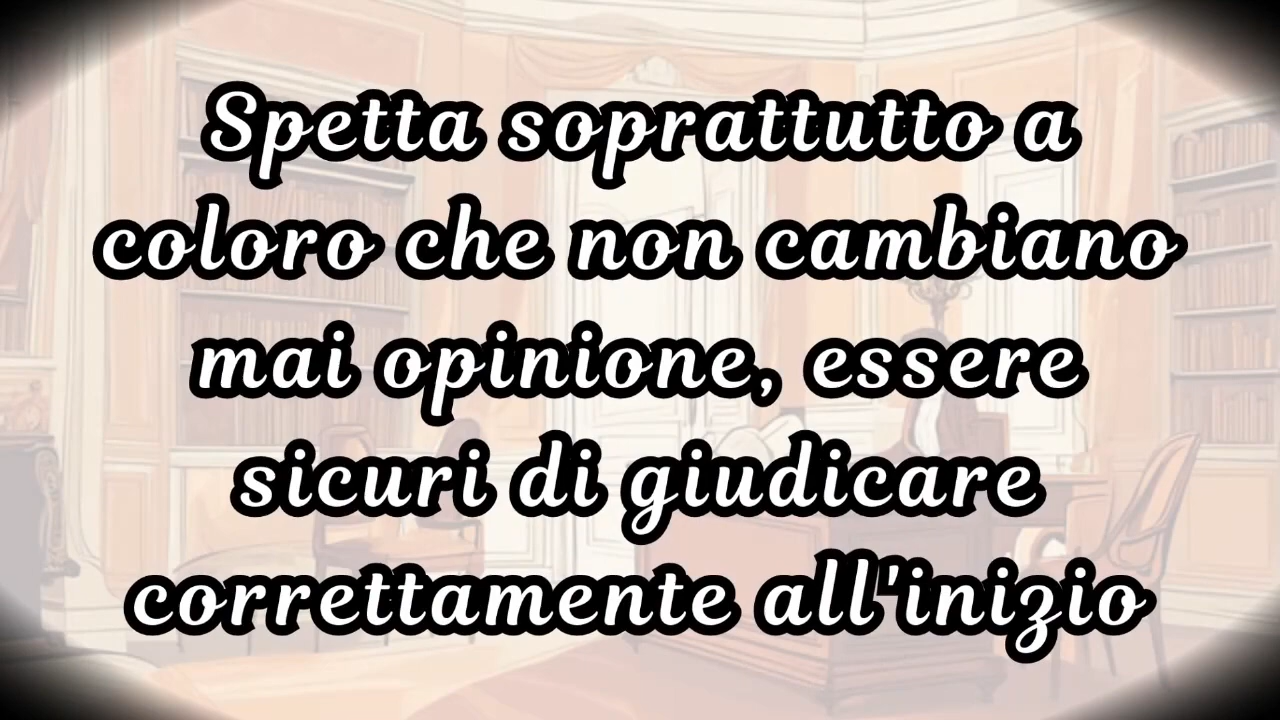 Spetta soprattutto a
coloro che non cambiano
mai opinione, essere
sicuri di giudicare
correttamente all'inizio